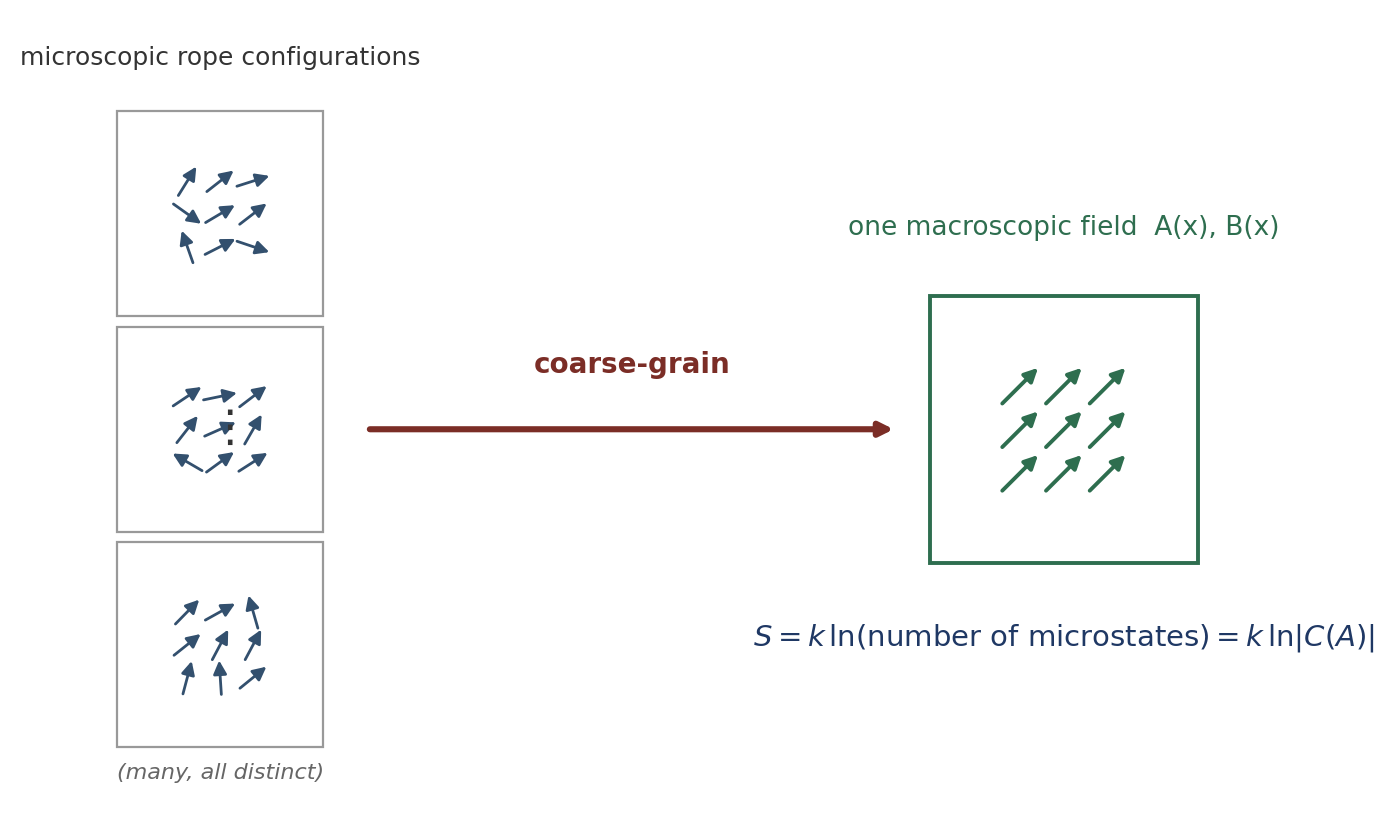 microscopic rope configurations
one macroscopic field A(x), B(x)
coarse-grain
⋮
S = k ln(number of microstates) = k ln|C(A)|
(many, all distinct)